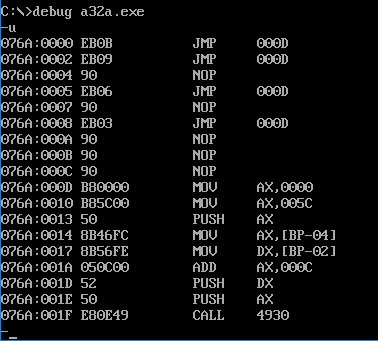 C:\>debug a32a.exe
-u
076A:0000 EB0B JMP 000D
076A:0002 EB09 JMP 000D
076A:0004 90 NOP
076A:0005 EB06 JMP 000D
076A:0007 90 NOP
076A:0008 EB03 JMP 000D
076A:000A 90 NOP
076A:000B 90 NOP
076A:000C 90 NOP
076A:000D B80000 MOV AX,0000
076A:0010 B85C00 MOV AX,005C
076A:0013 50 PUSH AX
076A:0014 8B46FC MOV AX,[BP-04]
076A:0017 8B56FE MOV DX,[BP-02]
076A:001A 050C00 ADD AX,000C
076A:001D 52 PUSH DX
076A:001E 50 PUSH AX
076A:001F E80E49 CALL 4930
-